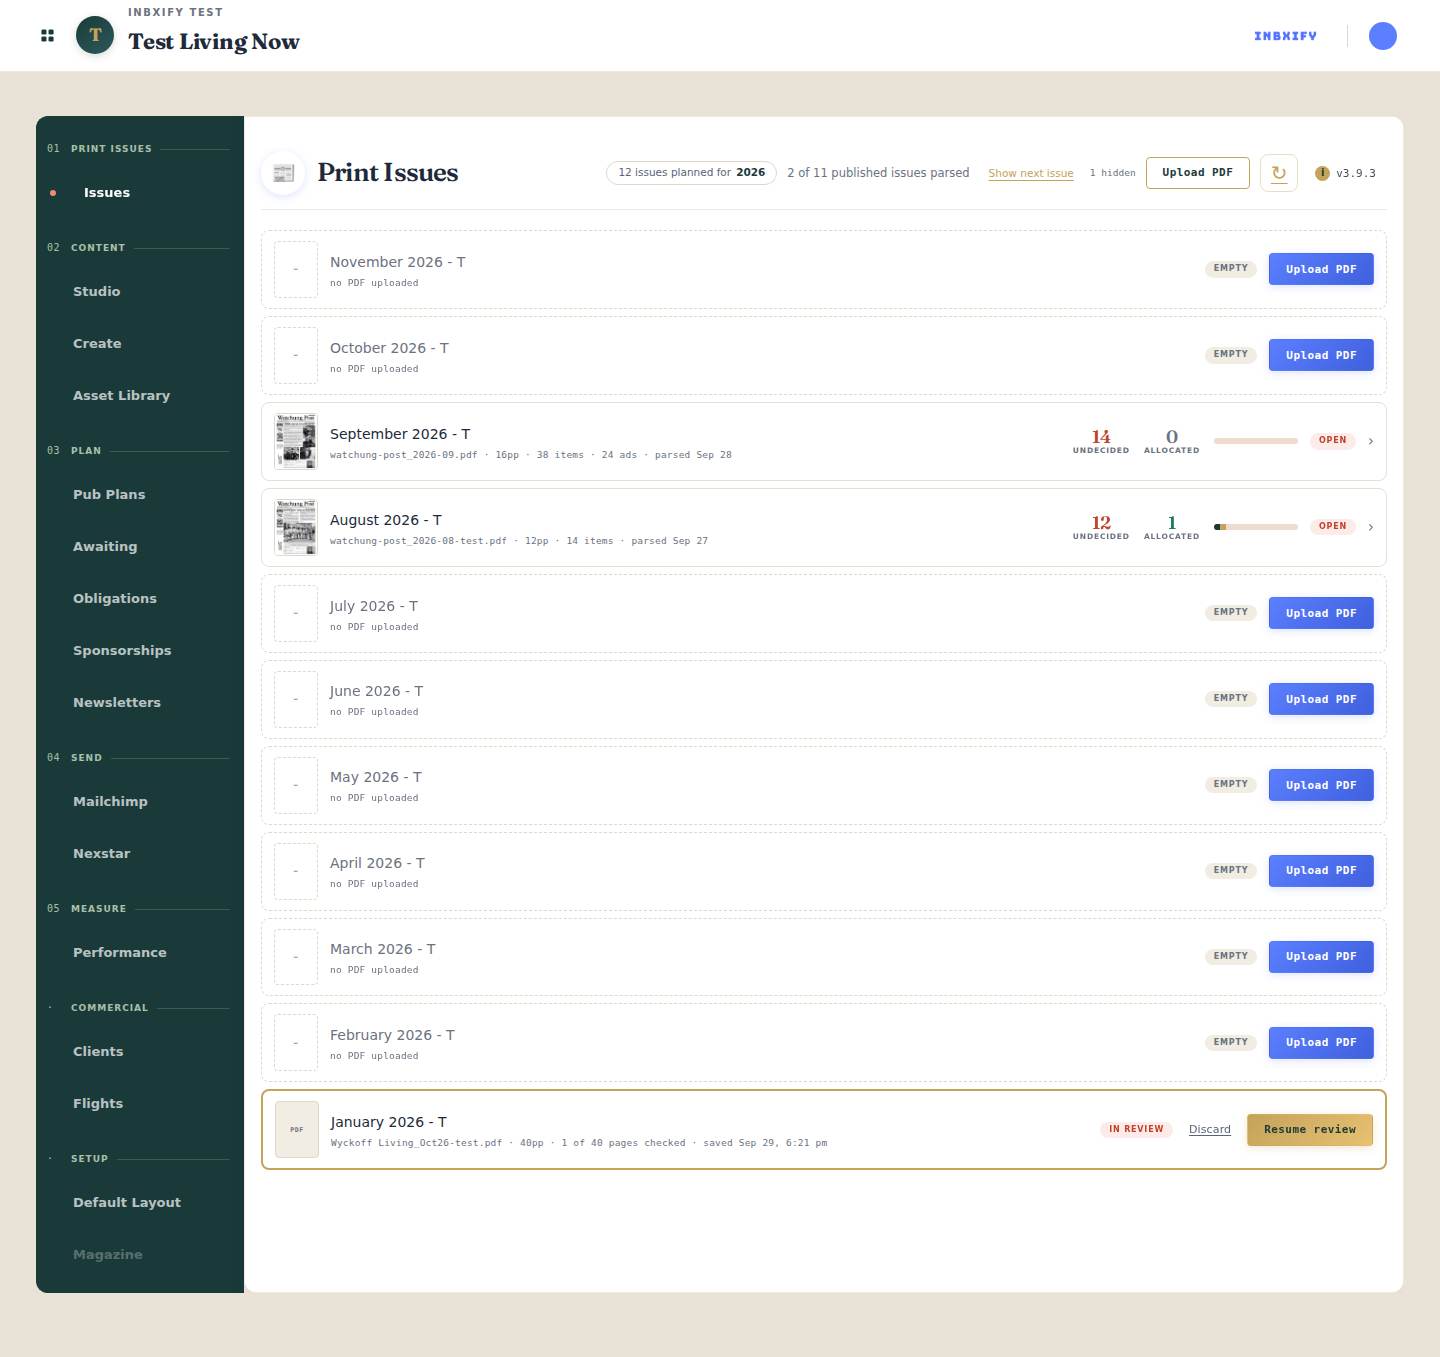 INBXIFY TEST
T
Test Living Now
INBXIFY
01 PRINT ISSUES
Issues
02 CONTENT
Studio
Create
Asset Library
03 PLAN
Pub Plans
Awaiting
Obligations
Sponsorships
Newsletters
04 SEND
Mailchimp
Nexstar
05 MEASURE
Performance
· COMMERCIAL
Clients
Flights
· SETUP
Default Layout
Magazine
Print Issues
12 issues planned for 2026
2 of 11 published issues parsed
Show next issue
1 hidden
Upload PDF
↻
i v3.9.3
-
November 2026 - T
no PDF uploaded
EMPTY
Upload PDF
-
October 2026 - T
no PDF uploaded
EMPTY
Upload PDF
Watchung Post
September 2026 - T
watchung-post_2026-09.pdf · 16pp · 38 items · 24 ads · parsed Sep 28
14 UNDECIDED
0 ALLOCATED
OPEN
›
Watchung Post
August 2026 - T
watchung-post_2026-08-test.pdf · 12pp · 14 items · parsed Sep 27
12 UNDECIDED
1 ALLOCATED
OPEN
›
-
July 2026 - T
no PDF uploaded
EMPTY
Upload PDF
-
June 2026 - T
no PDF uploaded
EMPTY
Upload PDF
-
May 2026 - T
no PDF uploaded
EMPTY
Upload PDF
-
April 2026 - T
no PDF uploaded
EMPTY
Upload PDF
-
March 2026 - T
no PDF uploaded
EMPTY
Upload PDF
-
February 2026 - T
no PDF uploaded
EMPTY
Upload PDF
PDF
January 2026 - T
Wyckoff Living_Oct26-test.pdf · 40pp · 1 of 40 pages checked · saved Sep 29, 6:21 pm
IN REVIEW
Discard
Resume review